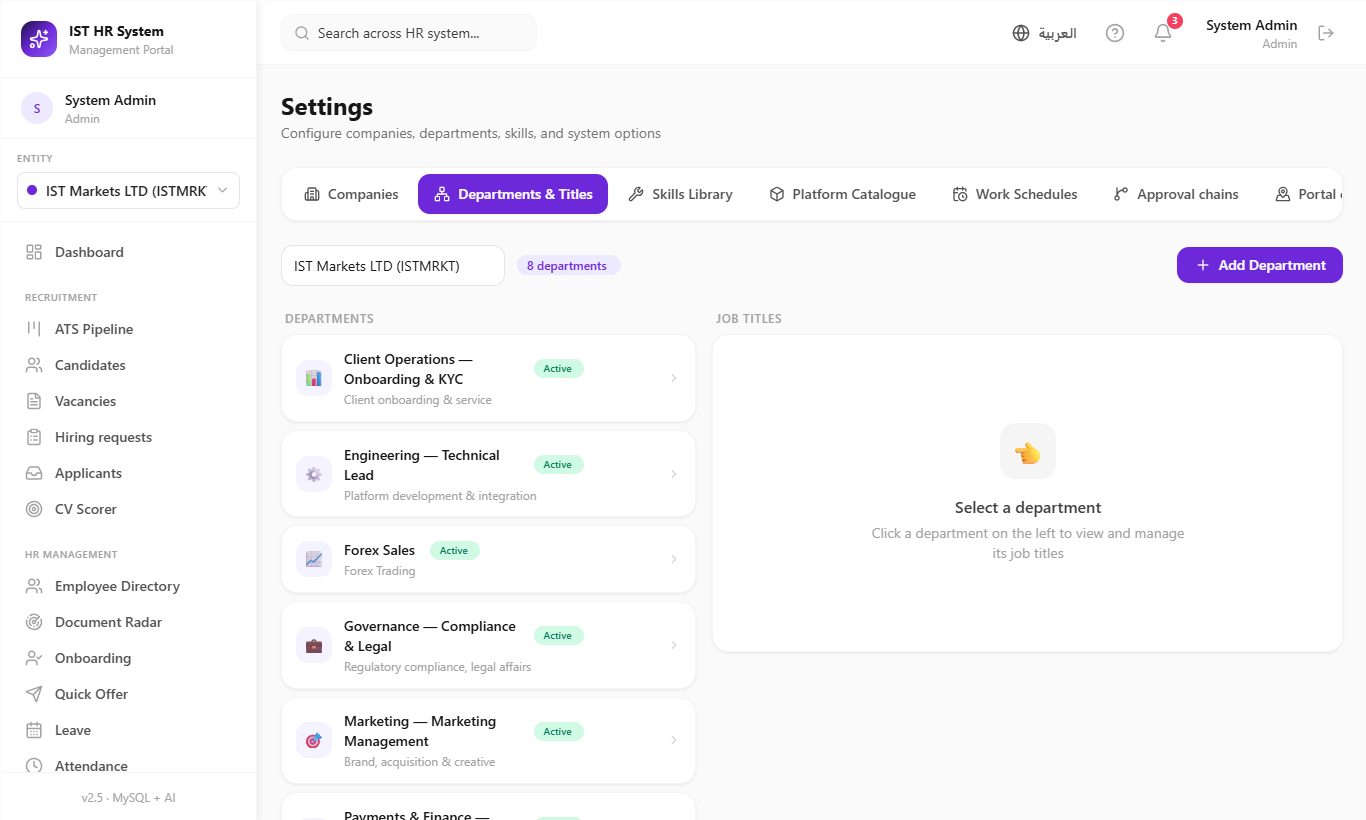 IST HR System
Management Portal
S
System Admin
Admin
ENTITY
IST Markets LTD (ISTMRK
Dashboard
RECRUITMENT
ATS Pipeline
Candidates
Vacancies
Hiring requests
Applicants
CV Scorer
HR MANAGEMENT
Employee Directory
Document Radar
Onboarding
Quick Offer
Leave
Attendance
v2.5 · MySQL + AI
Search across HR system...
العربية
3
System Admin
Admin
Settings
Configure companies, departments, skills, and system options
Companies
Departments & Titles
Skills Library
Platform Catalogue
Work Schedules
Approval chains
Portal
IST Markets LTD (ISTMRKT)
8 departments
Add Department
DEPARTMENTS
Client Operations —
Onboarding & KYC
Active
Client onboarding & service
Engineering — Technical
Lead
Active
Platform development & integration
Forex Sales
Active
Forex Trading
Governance — Compliance
& Legal
Active
Regulatory compliance, legal affairs
Marketing — Marketing
Management
Active
Brand, acquisition & creative
Payments & Finance —
JOB TITLES
Select a department
Click a department on the left to view and manage
its job titles